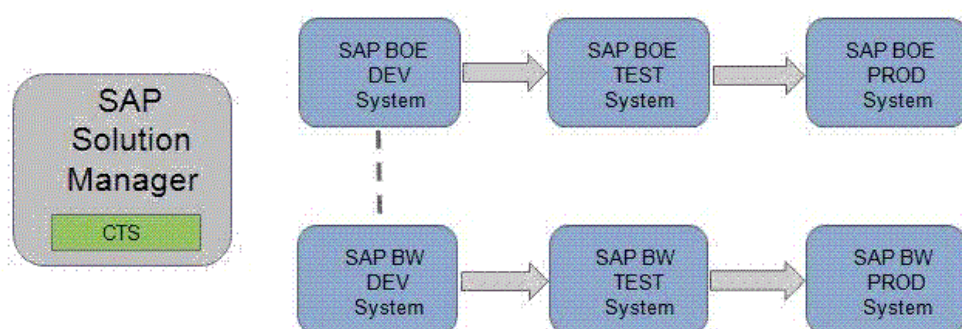 SAP
Solution
Manager
CTS
SAP BOE
DEV
System
SAP BOE
TEST
System
SAP BOE
PROD
System
SAP BW
DEV
System
SAP BW
TEST
System
SAP BW
PROD
System